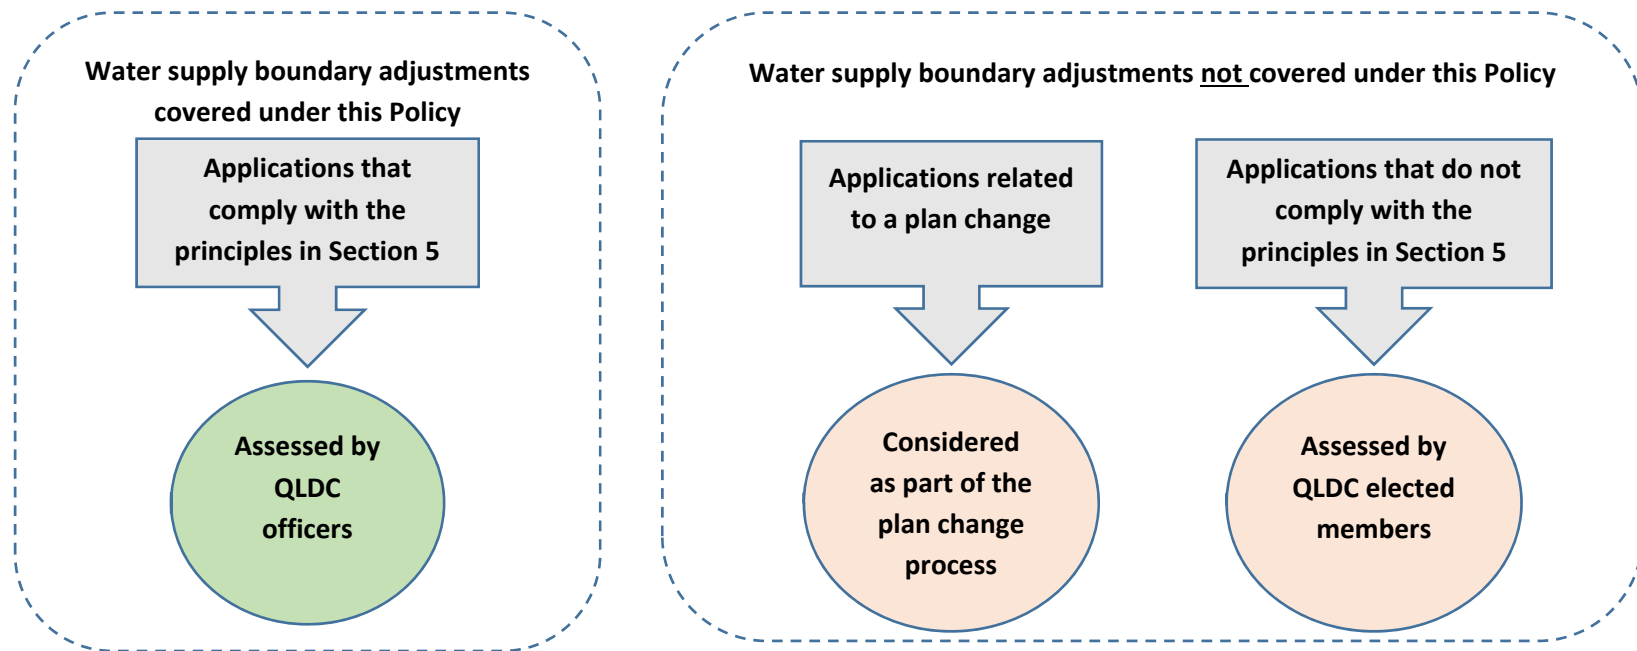 Water supply boundary adjustments
covered under this Policy
Applications that
comply with the
principles in Section 5
Assessed by
QLDC
officers
Water supply boundary adjustments not covered under this Policy
Applications related
to a plan change
Considered
as part of the
plan change
process
Applications that do not
comply with the
principles in Section 5
Assessed by
QLDC elected
members